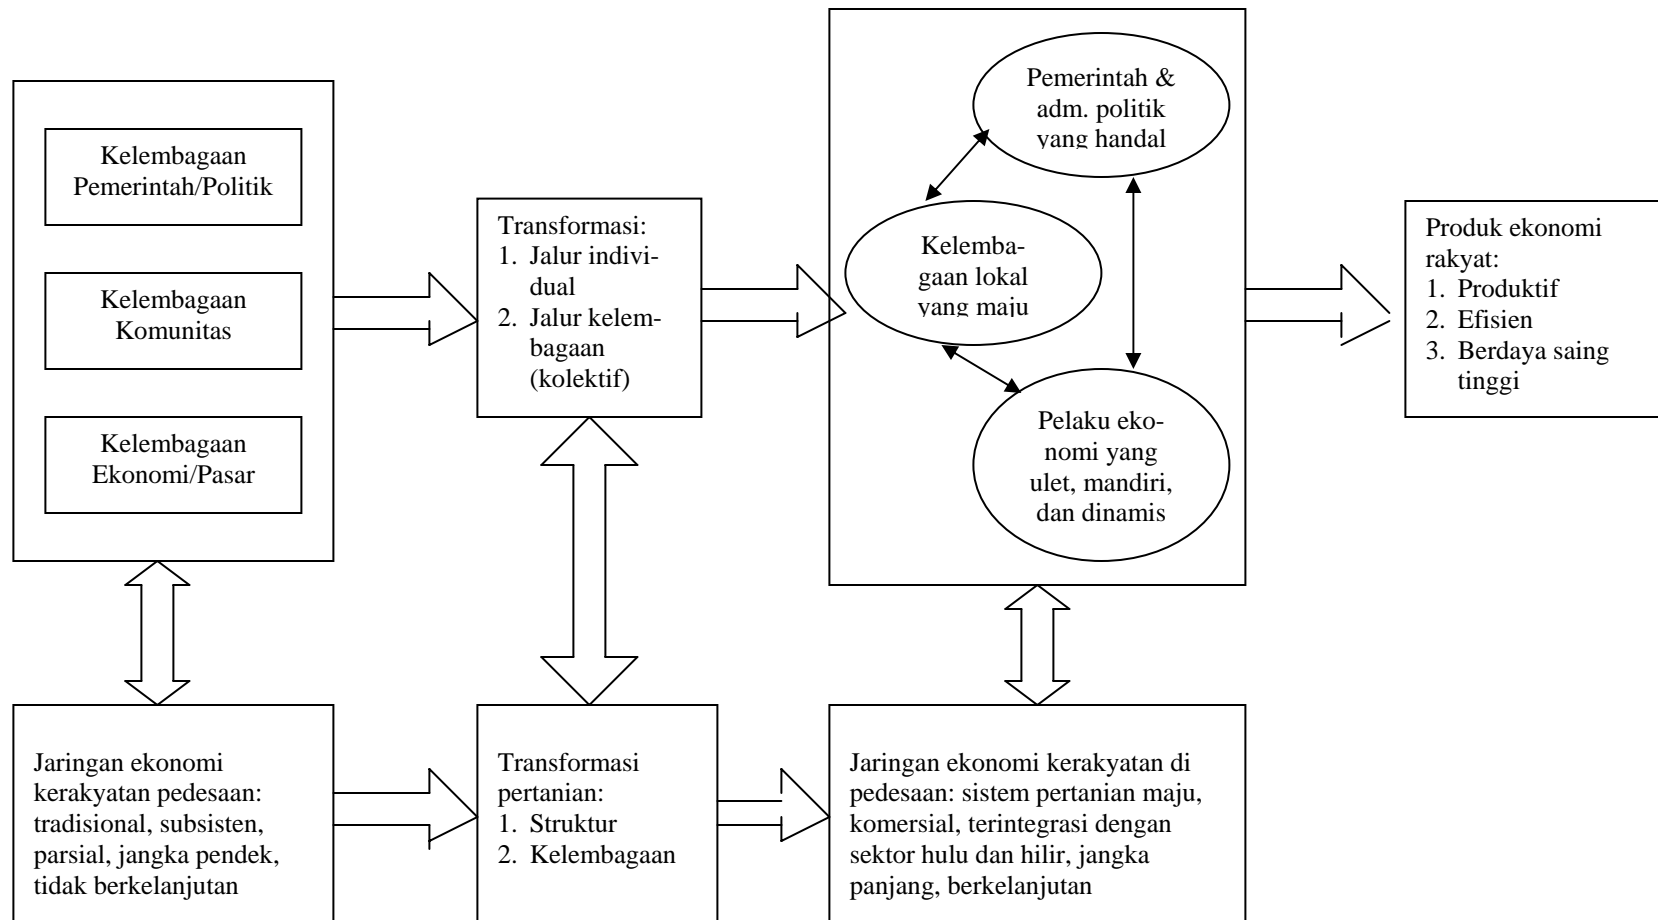 Kelembagaan
Pemerintah/Politik
Kelembagaan
Komunitas
Kelembagaan
Ekonomi/Pasar
Transformasi:
1. Jalur indivi-
dual
2. Jalur kelem-
bagaan
(kolektif)
Pemerintah &
adm. politik
yang handal
Kelemba-
gaan lokal
yang maju
Pelaku eko-
nomi yang
ulet, mandiri,
dan dinamis
Produk ekonomi
rakyat:
1. Produktif
2. Efisien
3. Berdaya saing
tinggi
Jaringan ekonomi
kerakyatan pedesaan:
tradisional, subsisten,
parsial, jangka pendek,
tidak berkelanjutan
Transformasi
pertanian:
1. Struktur
2. Kelembagaan
Jaringan ekonomi kerakyatan di
pedesaan: sistem pertanian maju,
komersial, terintegrasi dengan
sektor hulu dan hilir, jangka
panjang, berkelanjutan